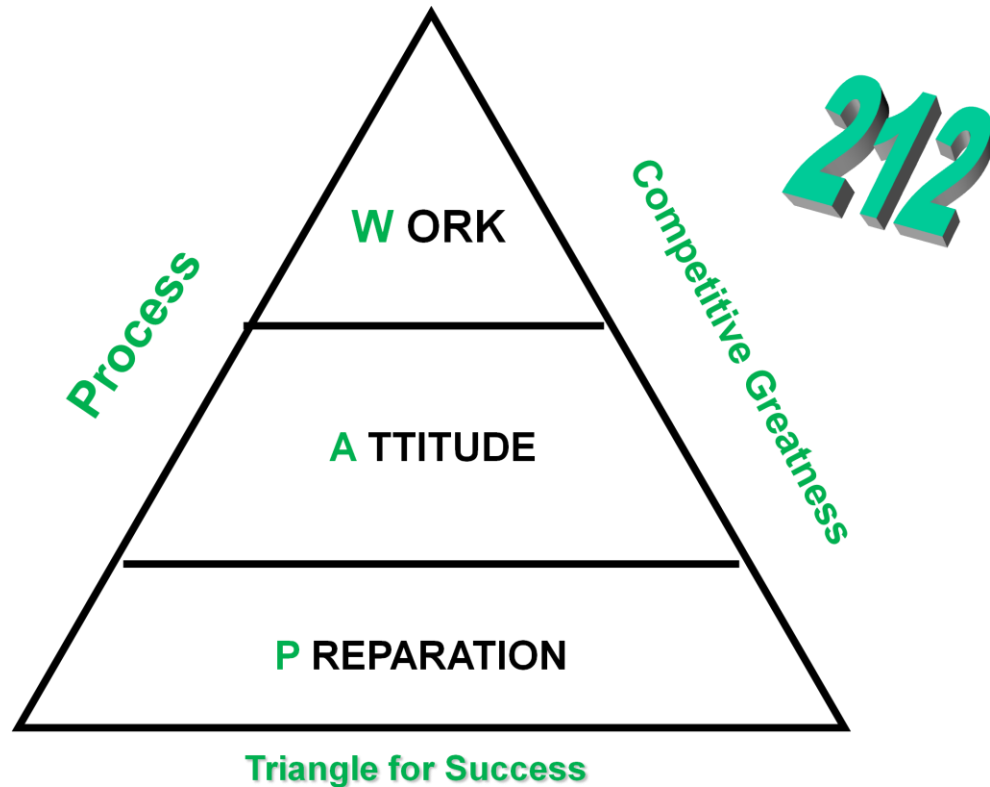 212
W ORK
Process
Competitive Greatness
A TTITUDE
P REPARATION
Triangle for Success